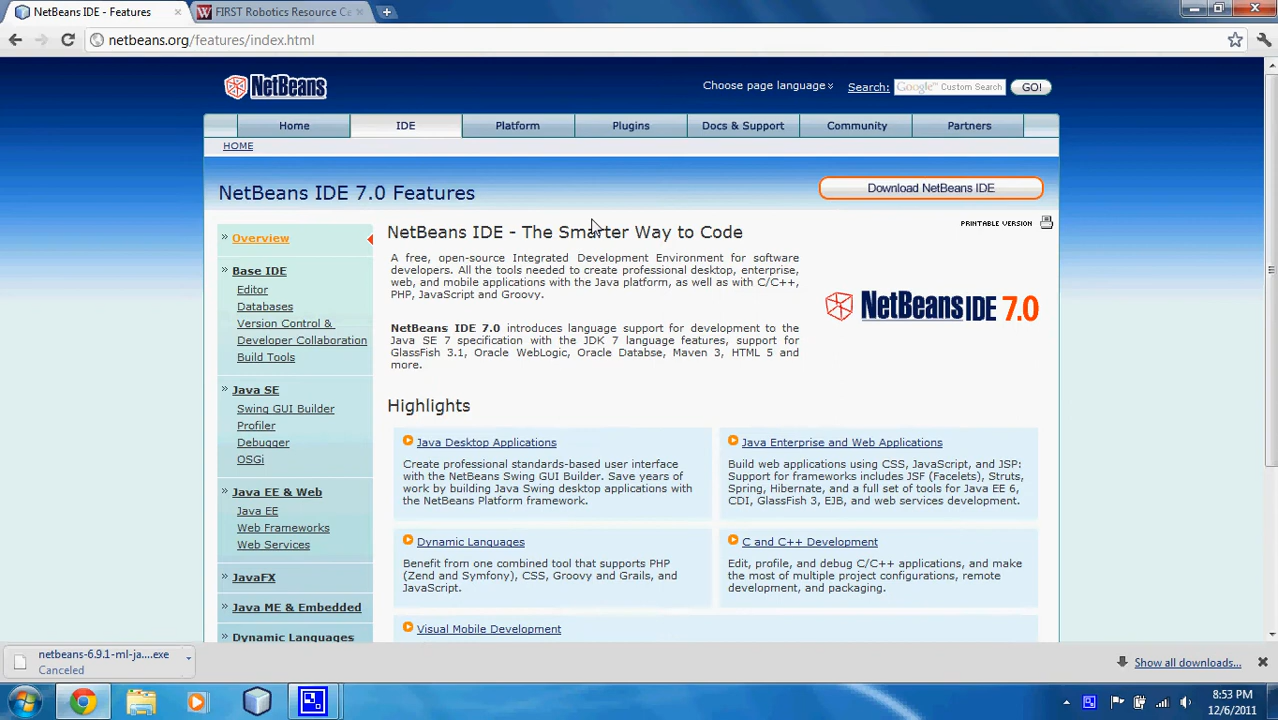 NetBeans IDE - Features
FIRST Robotics Resource Ce
netbeans.org/features/index.html
NetBeans
Choose page language
Search:
Google™ Custom Search
GO!
Home
IDE
Platform
Plugins
Docs & Support
Community
Partners
HOME
NetBeans IDE 7.0 Features
Download NetBeans IDE
PRINTABLE VERSION
Overview
Base IDE
Editor
Databases
Version Control &
Developer Collaboration
Build Tools
Java SE
Swing GUI Builder
Profiler
Debugger
OSGi
Java EE & Web
Java EE
Web Frameworks
Web Services
JavaFX
Java ME & Embedded
Dynamic Languages
NetBeans IDE - The Smarter Way to Code
A free, open-source Integrated Development Environment for software
developers. All the tools needed to create professional desktop, enterprise,
web, and mobile applications with the Java platform, as well as with C/C++,
PHP, JavaScript and Groovy.
NetBeans IDE 7.0 introduces language support for development to the
Java SE 7 specification with the JDK 7 language features, support for
GlassFish 3.1, Oracle WebLogic, Oracle Databse, Maven 3, HTML 5 and
more.
NetBeans IDE 7.0
Highlights
Java Desktop Applications
Create professional standards-based user interface
with the NetBeans Swing GUI Builder. Save years of
work by building Java Swing desktop applications with
the NetBeans Platform framework.
Java Enterprise and Web Applications
Build web applications using CSS, JavaScript, and JSP:
Support for frameworks includes JSF (Facelets), Struts,
Spring, Hibernate, and a full set of tools for Java EE 6,
CDI, GlassFish 3, EJB, and web services development.
Dynamic Languages
Benefit from one combined tool that supports PHP
(Zend and Symfony), CSS, Groovy and Grails, and
JavaScript.
C and C++ Development
Edit, profile, and debug C/C++ applications, and make
the most of multiple project configurations, remote
development, and packaging.
Visual Mobile Development
netbeans-6.9.1-ml-ja....exe
Canceled
Show all downloads...
8:53 PM
12/6/2011